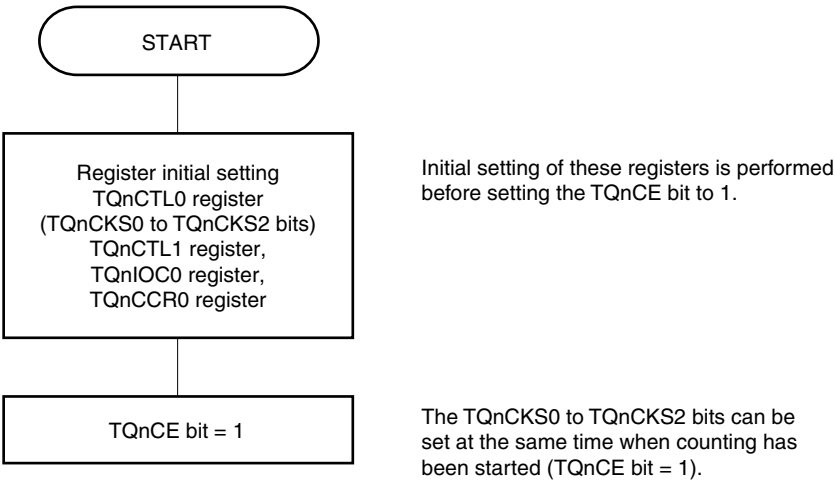 START
Register initial setting
TQnCTL0 register
(TQnCKS0 to TQnCKS2 bits)
TQnCTL1 register,
TQnIOC0 register,
TQnCCR0 register
Initial setting of these registers is performed
before setting the TQnCE bit to 1.
TQnCE bit = 1
The TQnCKS0 to TQnCKS2 bits can be
set at the same time when counting has
been started (TQnCE bit = 1).